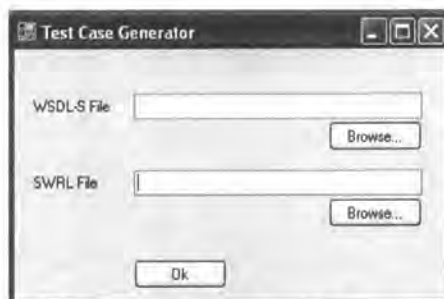 Test Case Generator
WSDL-S File
Browse...
SWRL File
Browse...
Ok